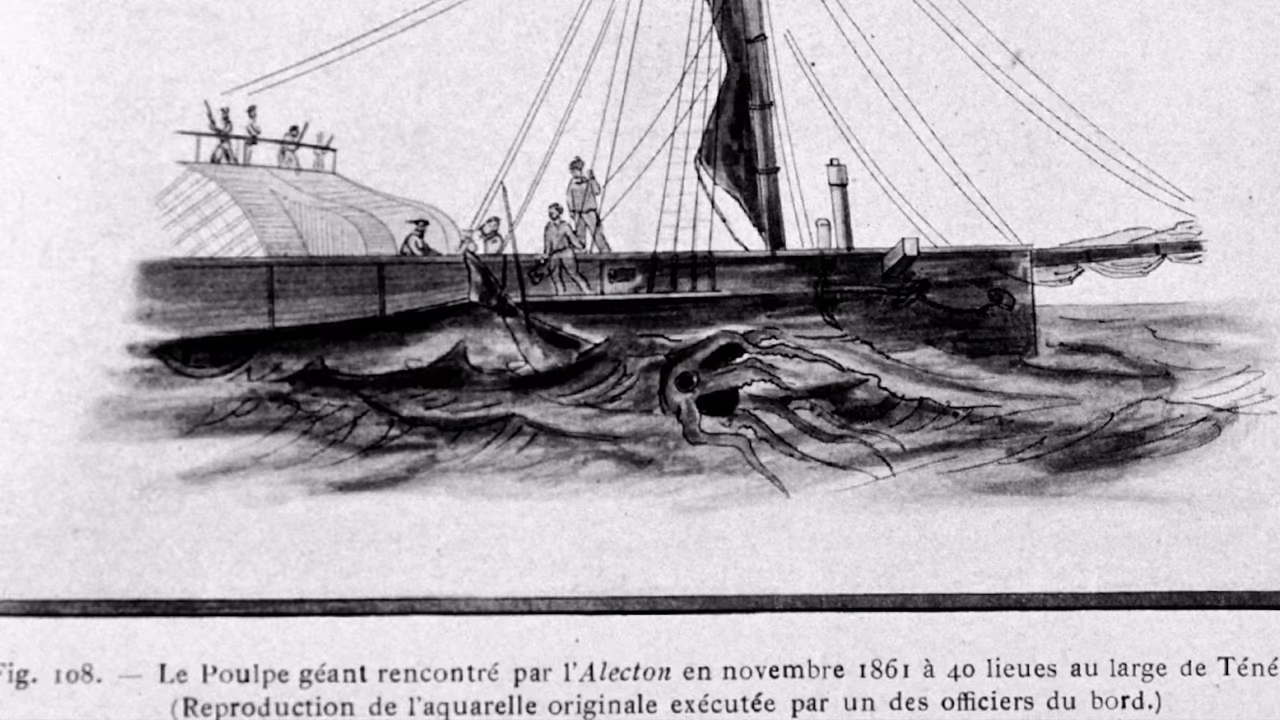 ig. 108. — Le Poulpe géant rencontré par l'Alecton en novembre 1861 à 40 lieues au large de Téné
(Reproduction de l'aquarelle originale exécutée par un des officiers du bord.)